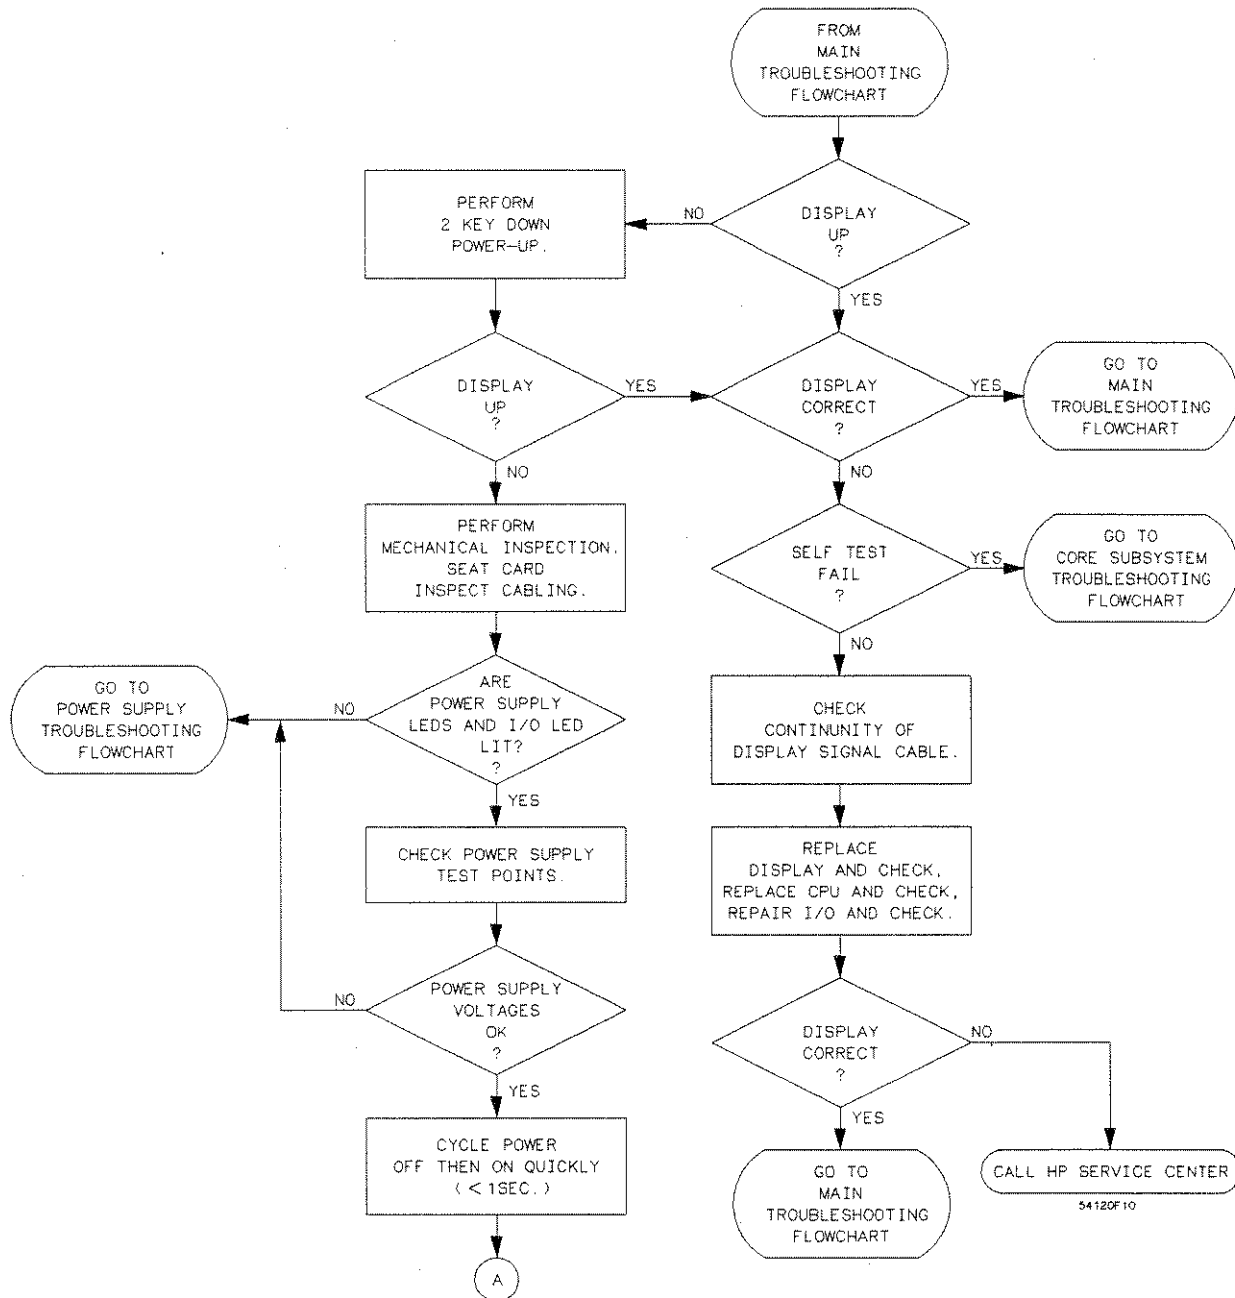 FROM
MAIN
TROUBLESHOOTING
FLOWCHART
PERFORM
2 KEY DOWN
POWER-UP.
NO
DISPLAY
UP
?
YES
DISPLAY
UP
?
YES
DISPLAY
CORRECT
?
YES
GO TO
MAIN
TROUBLESHOOTING
FLOWCHART
NO
NO
PERFORM
MECHANICAL INSPECTION.
SEAT CARD
INSPECT CABLING.
SELF TEST
FAIL
?
YES
GO TO
CORE SUBSYSTEM
TROUBLESHOOTING
FLOWCHART
NO
GO TO
POWER SUPPLY
TROUBLESHOOTING
FLOWCHART
NO
ARE
POWER SUPPLY
LEDS AND I/O LED
LIT?
?
YES
CHECK
CONTINUNITY OF
DISPLAY SIGNAL CABLE.
CHECK POWER SUPPLY
TEST POINTS.
REPLACE
DISPLAY AND CHECK,
REPLACE CPU AND CHECK,
REPAIR I/O AND CHECK.
NO
POWER SUPPLY
VOLTAGES
OK
?
YES
DISPLAY
CORRECT
?
NO
YES
CYCLE POWER
OFF THEN ON QUICKLY
(<1SEC.)
GO TO
MAIN
TROUBLESHOOTING
FLOWCHART
CALL HP SERVICE CENTER
54120F10
A